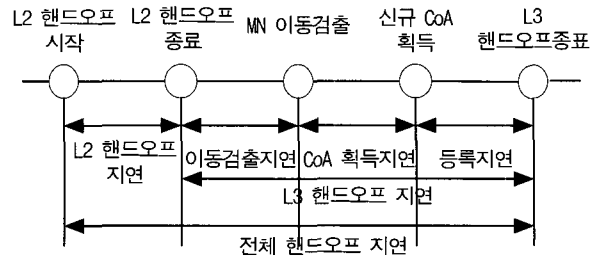 L2 핸드오프
시작
L2 핸드오프
종료
MN 이동검출
신규 CoA
획득
L3
핸드오프종표
L2 핸드오프
지연
이동검출지연
CoA 획득지연
등록지연
L3 핸드오프 지연
전체 핸드오프 지연